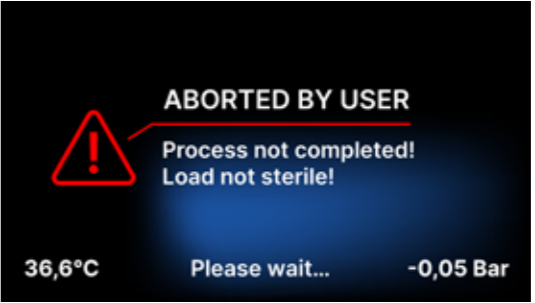 ABORTED BY USER
Process not completed!
Load not sterile!
36,6°C Please wait... -0,05 Bar